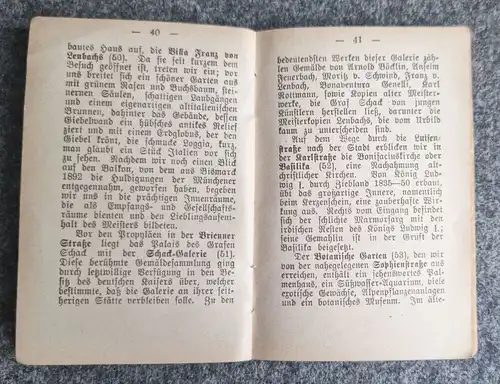 — 40 —
bautes Haus auf, die Villa Franz von
Lenbachs (50). Da sie seit kurzem dem
Besuch geöffnet ist, treten wir ein; vor
uns breitet sich ein schöner Garten aus
mit grünem Rasen und Buchsbaum, stei-
nernen Säulen, schattigen Laubgängen
und einem eigenartigen altitalienischen
Brunnen, dahinter das Gebäude, dessen
Giebelwand ein hübsches antikes Relief
ziert und mit einem Erdglobus, der den
Giebel krönt, die schmucke Loggia, kurz,
man glaubt ein Stück Italien vor sich
zu sehen. Nachdem wir noch einen Blick
auf den Balkon, von dem aus Bismarck
1892 die Huldigungen der Münchener
entgegennahm, geworfen haben, begeben
wir uns in die prächtigen Innenräume,
die als Empfangs- und Gesellschafts-
räume dienten und den Lieblingsaufent-
halt des Meisters bildeten.
Vor den Propyläen in der Brienner
Straße liegt das Palais des Grafen
Schack mit der Schack-Galerie (51).
Diese berühmte Gemäldesammlung ging
durch letztwillige Verfügung in den Be-
sitz des deutschen Kaisers über, welcher
bestimmte, daß die Galerie an ihrer seit-
herigen Stätte verbleiben solle. Zu den
— 41 —
bedeutendsten Werken dieser Galerie zäh-
len Gemälde von Arnold Böcklin, Anselm
Feuerbach, Moritz v. Schwind, Franz v.
Lenbach, Bonaventura Genelli, Karl
Rottmann, sowie Kopien alter Meister-
werke, die Graf Schack von jungen
Künstlern herstellen ließ, darunter die
Meisterkopien Lenbachs, die vom Urbild
kaum zu unterscheiden sind.
Auf dem Wege durch die Luisen-
straße nach der Stadt erblicken wir in
der Karlstraße die Bonifaciuskirche oder
Basilika (52), eine Nachahmung alt-
christlicher Kirchen. Von König Lud-
wig I. durch Ziebland 1835—50 erbaut,
übt das großartige Innere, namentlich
beim Kerzenschein, eine zauberhafte Wir-
kung. Rechts vom Eingang befindet sich
der schlichte Marmorsarg mit den irdi-
schen Resten des Königs Ludwig I.;
seine Gemahlin ist in der Gruft der
Basilika beigesetzt.
Der Botanische Garten (53), den wir
von der nahegelegenen Sophienstraße aus
erreichen, enthält ein sehenswertes Pal-
menhaus, ein Süßwasser-Aquarium, viele
exotische Gewächse, Alpenpflanzenanlagen
und ein botanisches Museum. Im älte-